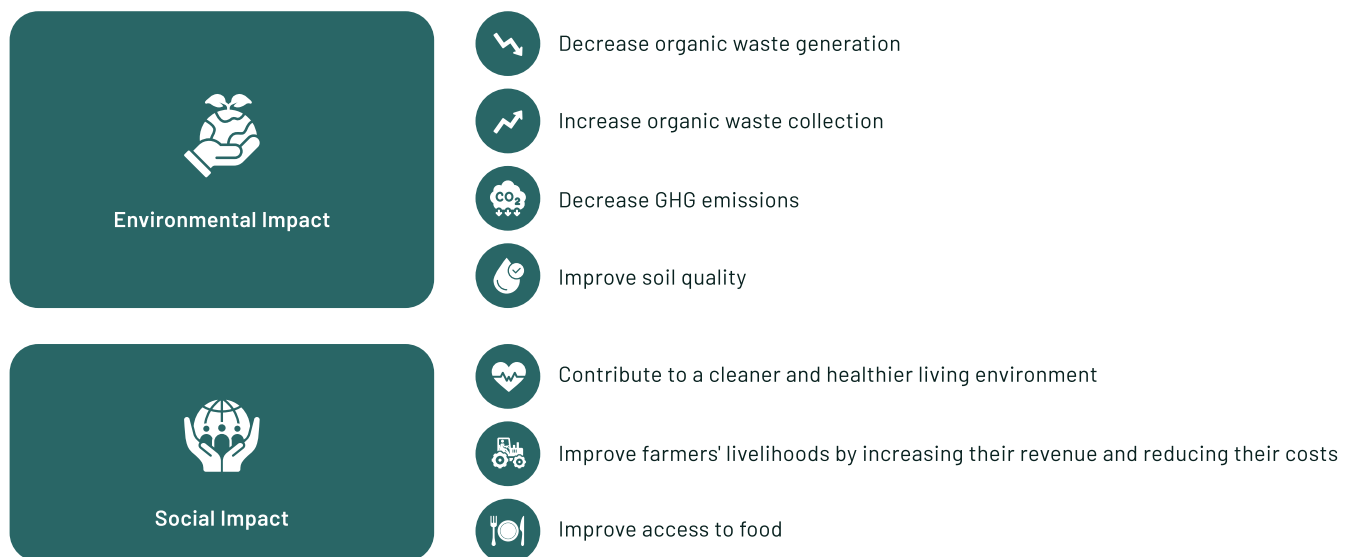 Environmental Impact
Decrease organic waste generation
Increase organic waste collection
CO₂
Decrease GHG emissions
Improve soil quality
Social Impact
Contribute to a cleaner and healthier living environment
Improve farmers' livelihoods by increasing their revenue and reducing their costs
Improve access to food